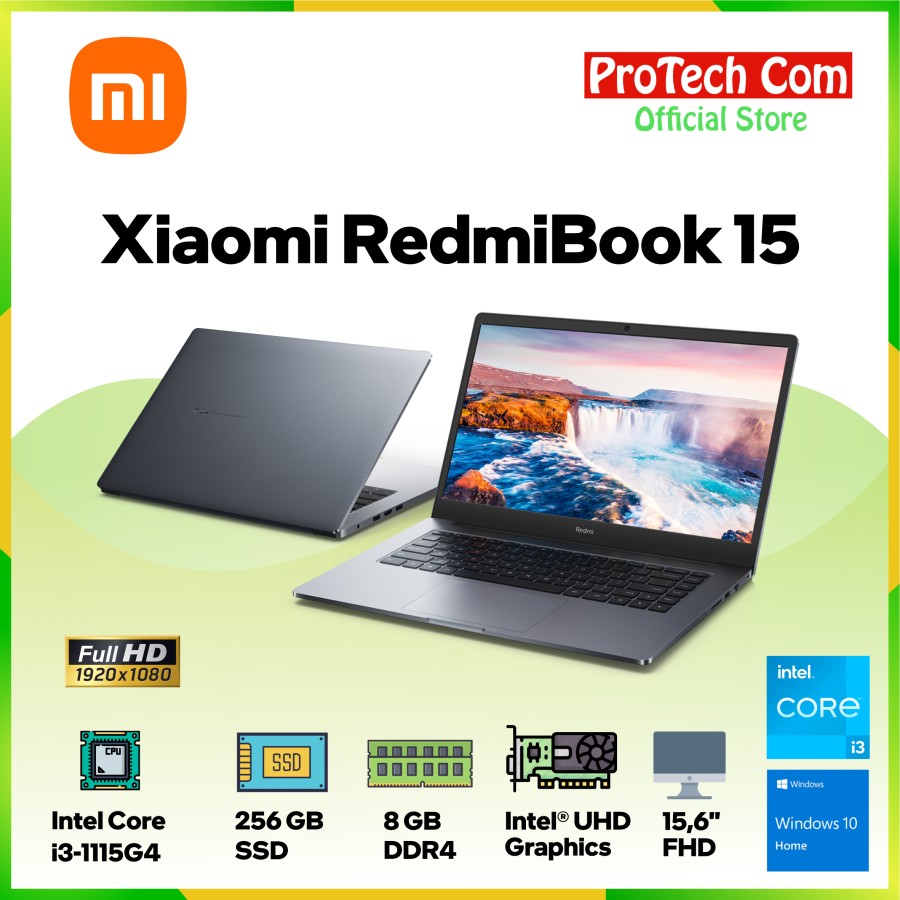 mi
ProTech Com
Official Store
Xiaomi RedmiBook 15
Redmi
Full HD
1920x1080
intel.
CORE
i3
CPU
SSD
Intel Core
i3-1115G4
256 GB
SSD
8 GB
DDR4
Intel® UHD
Graphics
15,6"
FHD
Windows
Windows 10
Home